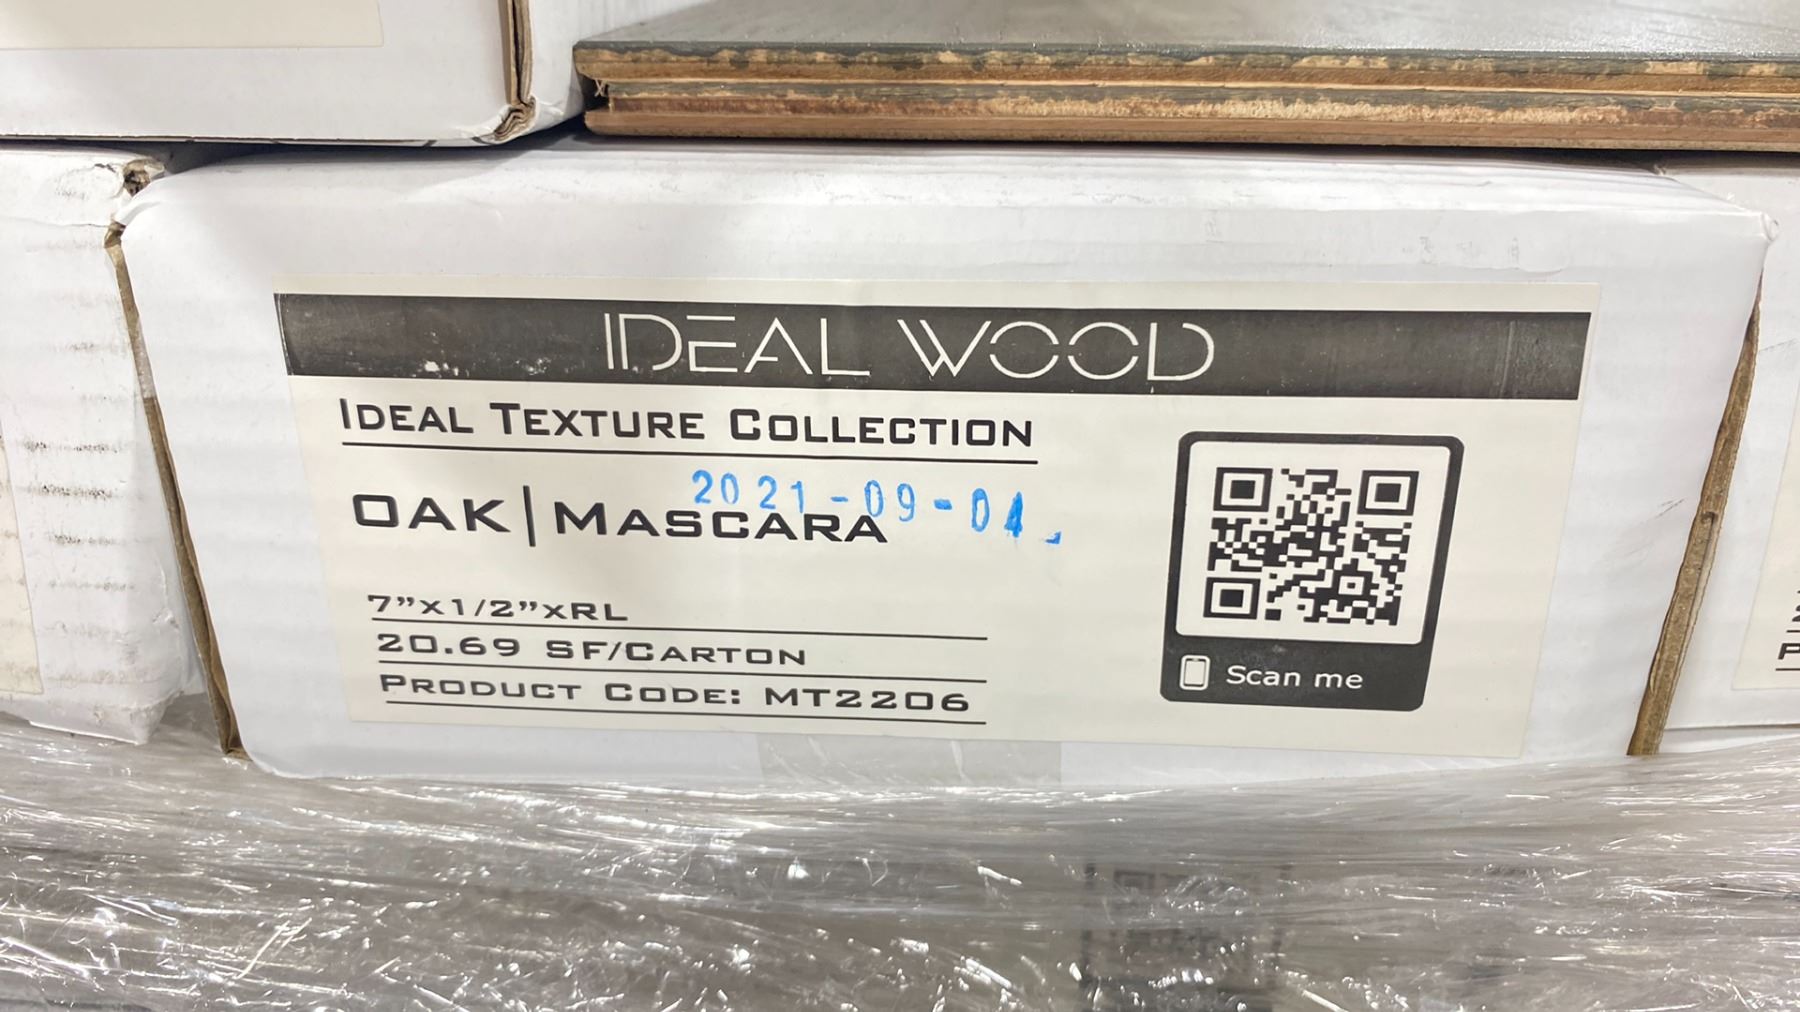 IDEAL WOOD
IDEAL TEXTURE COLLECTION
2021-09-04
OAK|MASCARA
7”X1/2”XRL
20.69 SF/CARTON
PRODUCT CODE: MT2206
Scan me